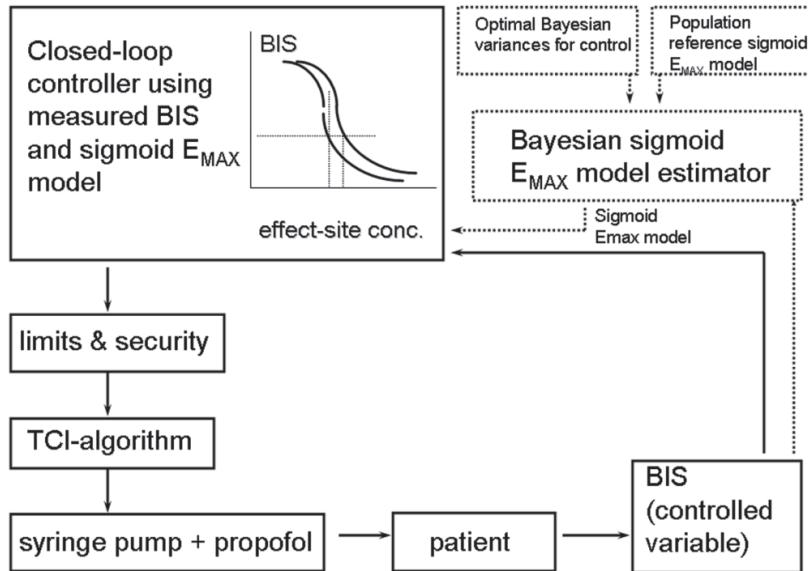 Closed-loop
controller using
measured BIS
and sigmoid EMAX
model
BIS
effect-site conc.
Optimal Bayesian
variances for control
Population
reference sigmoid
EMAX model
Bayesian sigmoid
EMAX model estimator
Sigmoid
Emax model
limits & security
TCI-algorithm
syringe pump + propofol
patient
BIS
(controlled
variable)